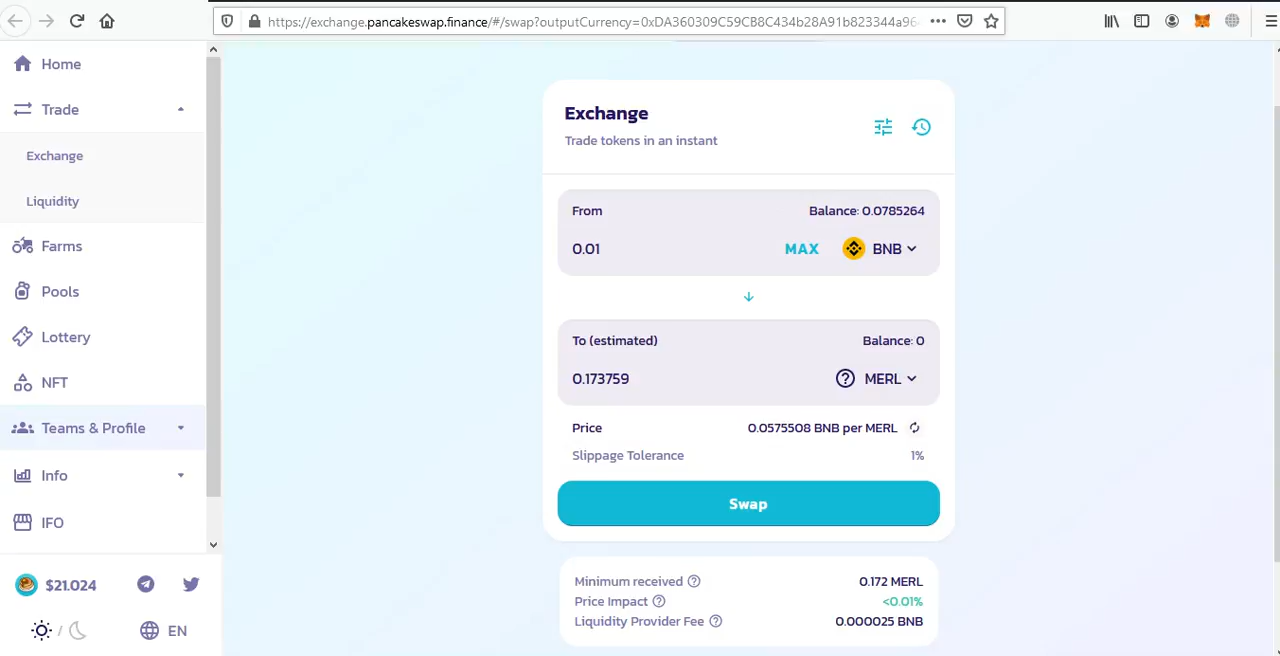 https://exchange.pancakeswap.finance/#/swap?outputCurrency=0xDA360309C59CB8C434b28A91b823344a96
Home
Trade
Exchange
Liquidity
Farms
Pools
Lottery
NFT
Teams & Profile
Info
IFO
$21.024
/
EN
Exchange
Trade tokens in an instant
From
Balance: 0.0785264
0.01
MAX
BNB
To (estimated)
Balance: 0
0.173759
MERL
Price
0.0575508 BNB per MERL
Slippage Tolerance
1%
Swap
Minimum received
0.172 MERL
Price Impact
<0.01%
Liquidity Provider Fee
0.000025 BNB